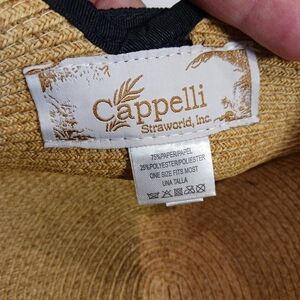 Cappelli
Straworld, Inc.
75%PAPER/PAPEL
25%POLYESTER/POLIESTER
ONE SIZE FITS MOST
UNA TALLA